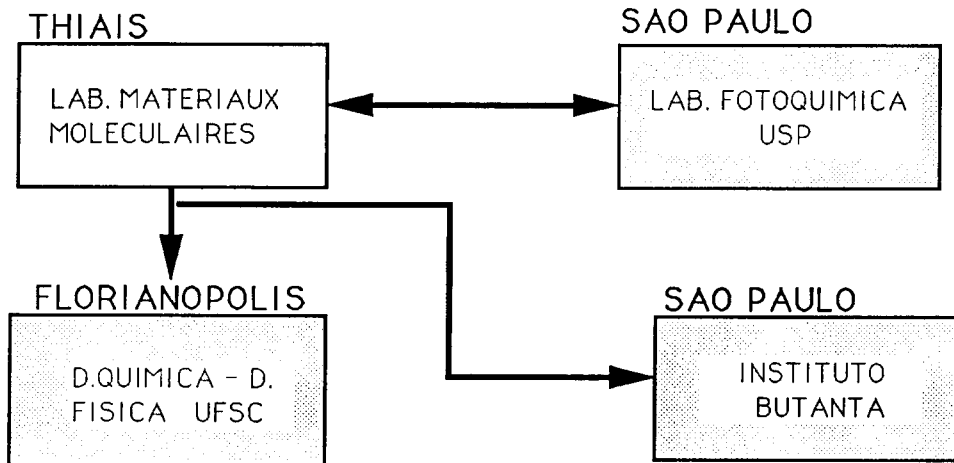 THIAIS
LAB. MATERIAUX
MOLECULAIRES
SAO PAULO
LAB. FOTOQUIMICA
USP
FLORIANOPOLIS
D.QUIMICA - D.
FISICA UFSC
SAO PAULO
INSTITUTO
BUTANTA